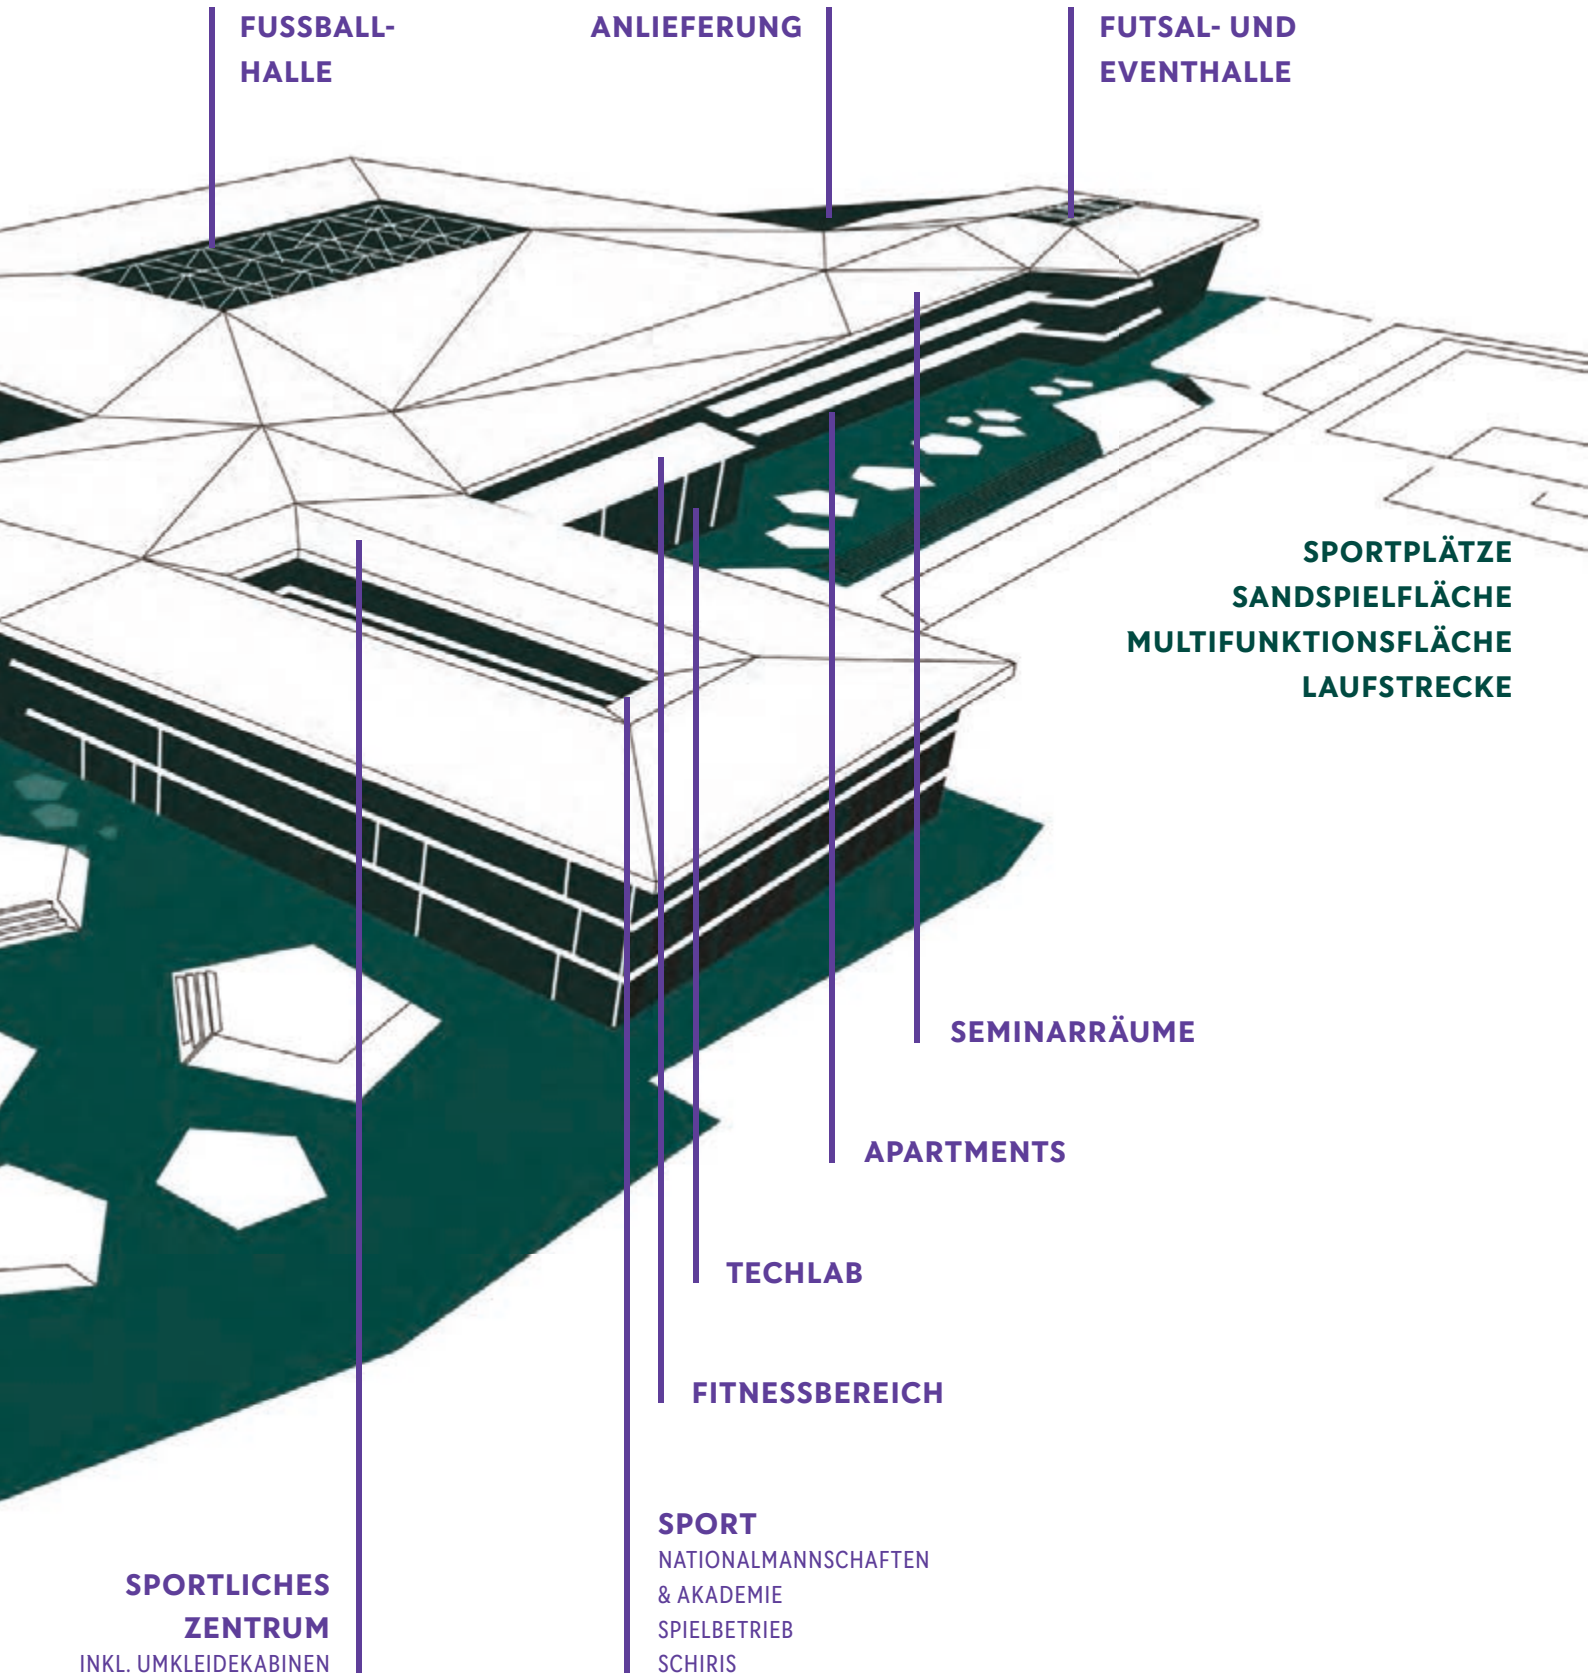 FUSSBALL-
HALLE
ANLIEFERUNG
FUTSAL- UND
EVENTHALLE
SPORTPLÄTZE
SANDSPIELFLÄCHE
MULTIFUNKTIONSFLÄCHE
LAUFSTRECKE
SEMINARRÄUME
APARTMENTS
TECHLAB
FITNESSBEREICH
SPORT
NATIONALMANNSCHAFTEN
& AKADEMIE
SPIELBETRIEB
SCHIRIS
SPORTLICHES
ZENTRUM
INKL. UMKLEIDEKABINEN